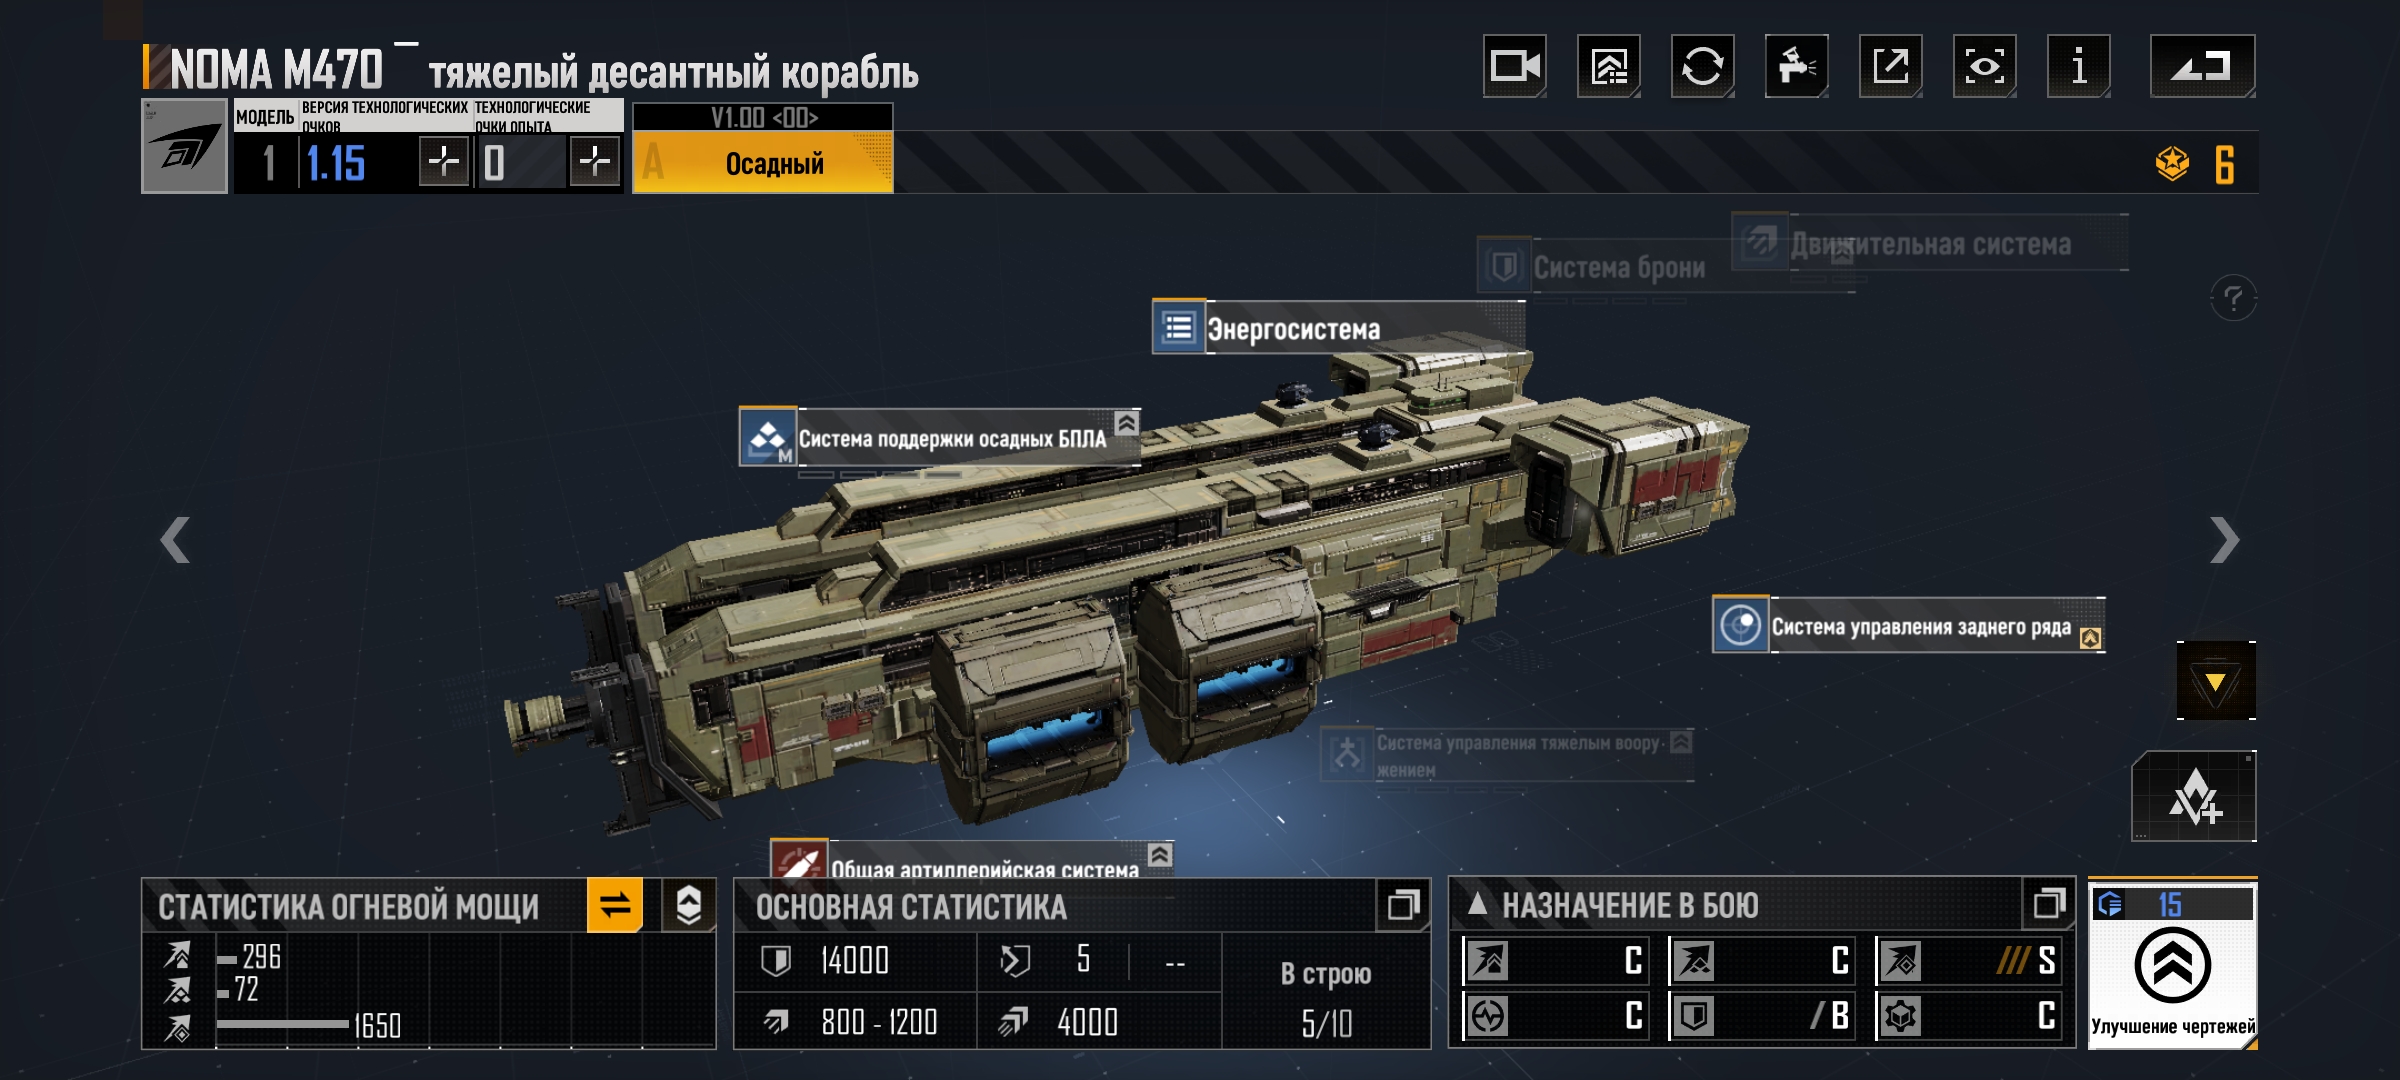 NOMA M470 – тяжелый десантный корабль
МОДЕЛЬ
ВЕРСИЯ ТЕХНОЛОГИЧЕСКИХ
ОЧКОВ
ТЕХНОЛОГИЧЕСКИЕ
ОЧКИ ОПЫТА
1
1.15
0
V1.00 <00>
A
Осадный
6
Движительная система
Система брони
Энергосистема
Система поддержки осадных БПЛА
M
Система управления заднего ряда
Система управления тяжелым воору-
жением
Общая артиллерийская система
СТАТИСТИКА ОГНЕВОЙ МОЩИ
296
72
1650
ОСНОВНАЯ СТАТИСТИКА
14000
5
--
800 - 1200
4000
В строю
5/10
НАЗНАЧЕНИЕ В БОЮ
C
C
/// S
C
/ B
C
15
Улучшение чертежей